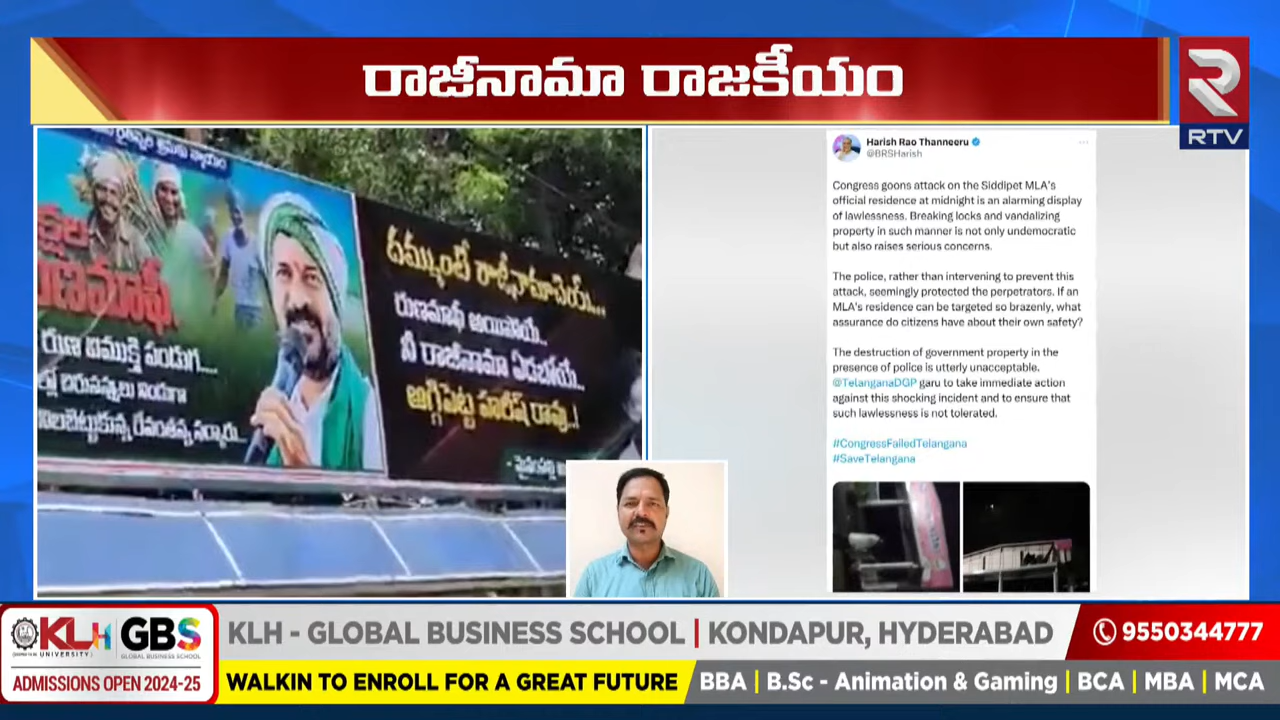 రాజీనామా రాజకీయం
RTV
రుణ విముక్తి పండుగ....
దమ్ముంటే రాజీనామాచెయ్...
రుణమాఫీ అయిపోయే..
నీ రాజీనామా ఏడబోయే..
అగ్గిపెట్ట హరీష్ రావు.!
Harish Rao Thanneeru
@BRSHarish
Congress goons attack on the Siddipet MLA's
official residence at midnight is an alarming display
of lawlessness. Breaking locks and vandalizing
property in such manner is not only undemocratic
but also raises serious concerns.
The police, rather than intervening to prevent this
attack, seemingly protected the perpetrators. If an
MLA's residence can be targeted so brazenly, what
assurance do citizens have about their own safety?
The destruction of government property in the
presence of police is utterly unacceptable.
@TelanganaDGP garu to take immediate action
against this shocking incident and to ensure that
such lawlessness is not tolerated.
#CongressFailedTelangana
#SaveTelangana
KLH GBS
UNIVERSITY GLOBAL BUSINESS SCHOOL
ADMISSIONS OPEN 2024-25
KLH - GLOBAL BUSINESS SCHOOL | KONDAPUR, HYDERABAD
9550344777
WALKIN TO ENROLL FOR A GREAT FUTURE
BBA | B.Sc - Animation & Gaming | BCA | MBA | MCA